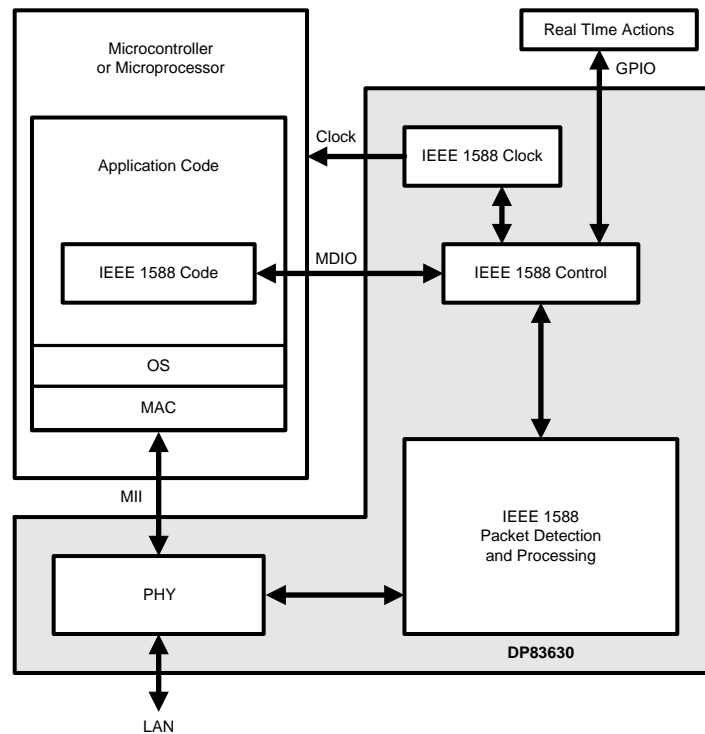 Microcontroller
or Microprocessor
Real TIme Actions
GPIO
Clock
IEEE 1588 Clock
Application Code
IEEE 1588 Code
MDIO
IEEE 1588 Control
OS
MAC
MII
IEEE 1588
Packet Detection
and Processing
PHY
DP83630
LAN